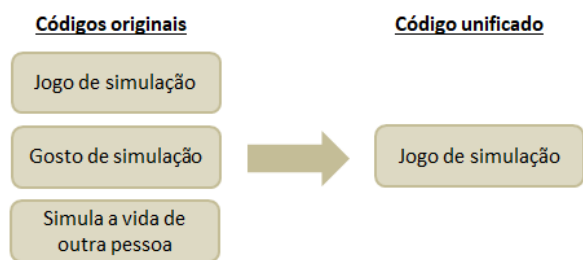 Códigos originais
Código unificado
Jogo de simulação
Gosto de simulação
Simula a vida de
outra pessoa
Jogo de simulação